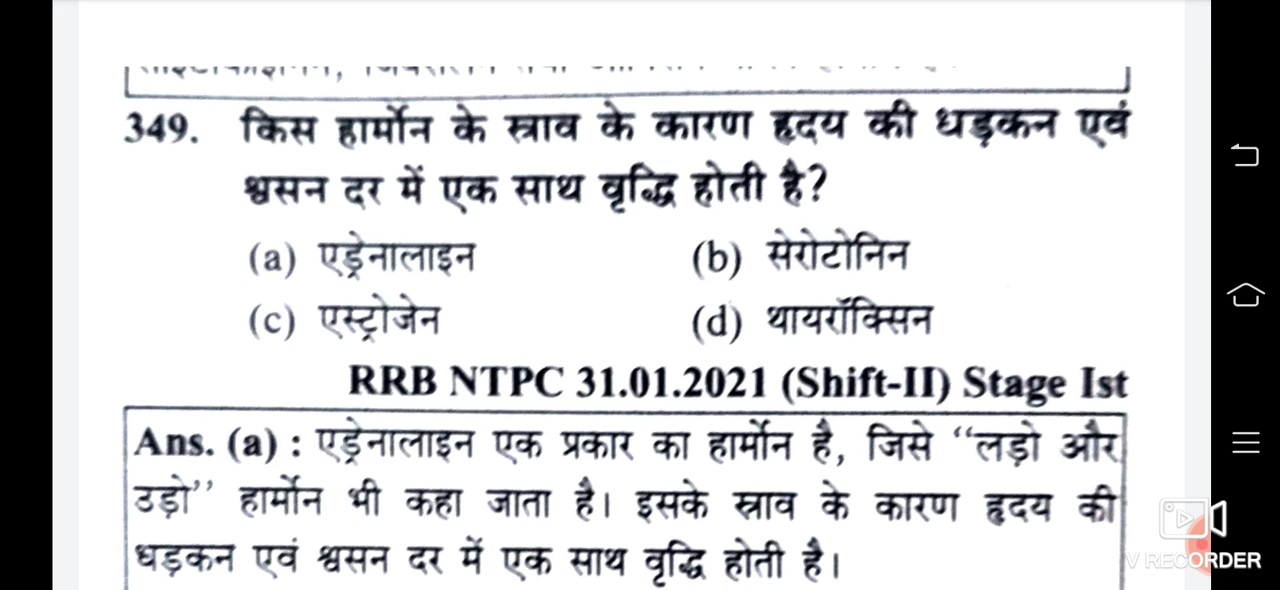 349. किस हार्मोन के स्राव के कारण हृदय की धड़कन एवं
श्वसन दर में एक साथ वृद्धि होती है?
(a) एड्रेनालाइन (b) सेरोटोनिन
(c) एस्ट्रोजेन (d) थायरॉक्सिन
RRB NTPC 31.01.2021 (Shift-II) Stage Ist
Ans. (a) : एड्रेनालाइन एक प्रकार का हार्मोन है, जिसे "लड़ो और
उड़ो" हार्मोन भी कहा जाता है। इसके स्राव के कारण हृदय की
धड़कन एवं श्वसन दर में एक साथ वृद्धि होती है।
V RECORDER